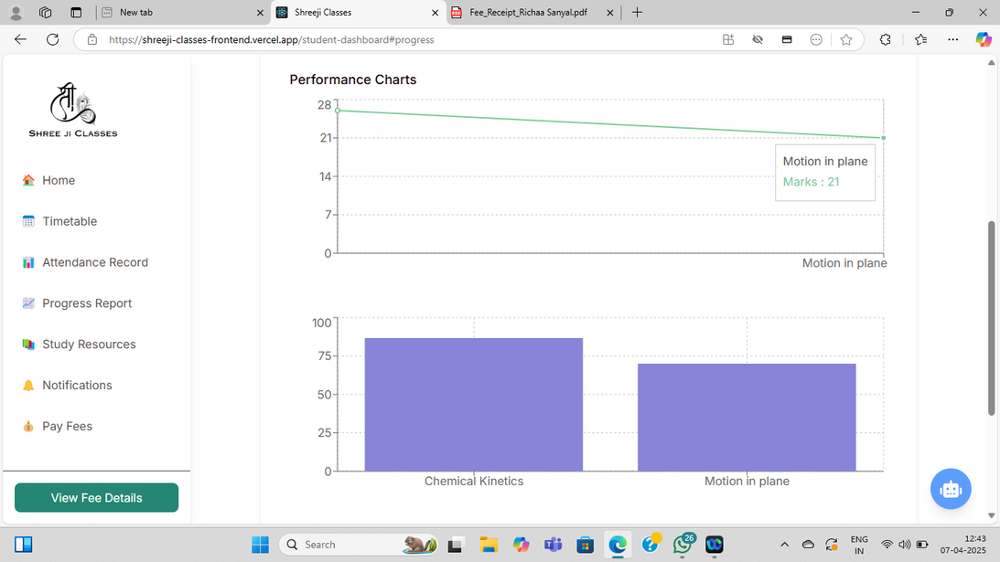 New tab
Shreeji Classes
Fee_Receipt_Richaa Sanyal.pdf
https://shreeji-classes-frontend.vercel.app/student-dashboard#progress
श्री
SHREE JI CLASSES
Home
Timetable
Attendance Record
Progress Report
Study Resources
Notifications
Pay Fees
View Fee Details
Performance Charts
28
21
14
7
0
Motion in plane
Marks : 21
Motion in plane
100
75
50
25
0
Chemical Kinetics
Motion in plane
Search
26
ENG
IN
12:43
07-04-2025